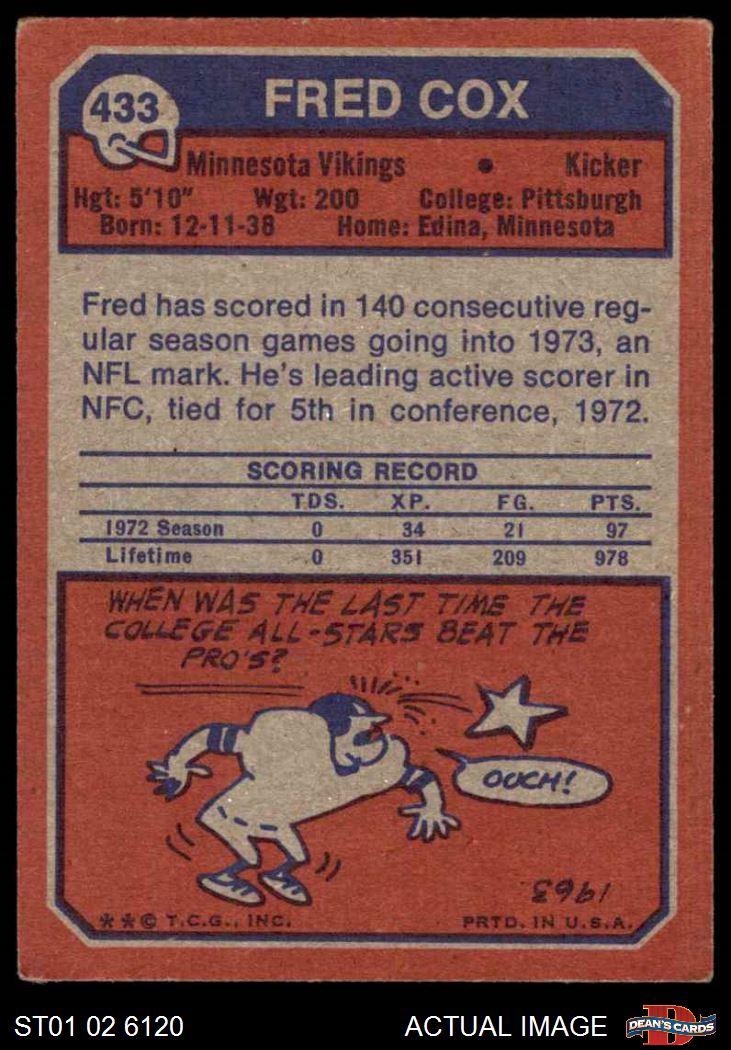 433
FRED COX
Minnesota Vikings • Kicker
Hgt: 5'10" Wgt: 200 College: Pittsburgh
Born: 12-11-38 Home: Edina, Minnesota
Fred has scored in 140 consecutive reg-
ular season games going into 1973, an
NFL mark. He's leading active scorer in
NFC, tied for 5th in conference, 1972.
SCORING RECORD
TDS. XP. FG. PTS.
1972 Season 0 34 21 97
Lifetime 0 351 209 978
WHEN WAS THE LAST TIME THE
COLLEGE ALL-STARS BEAT THE
PRO'S?
OUCH!
1963
**© T.C.G., INC. PRTD. IN U.S.A.
ST01 02 6120 ACTUAL IMAGE
D
DEAN'S CARDS